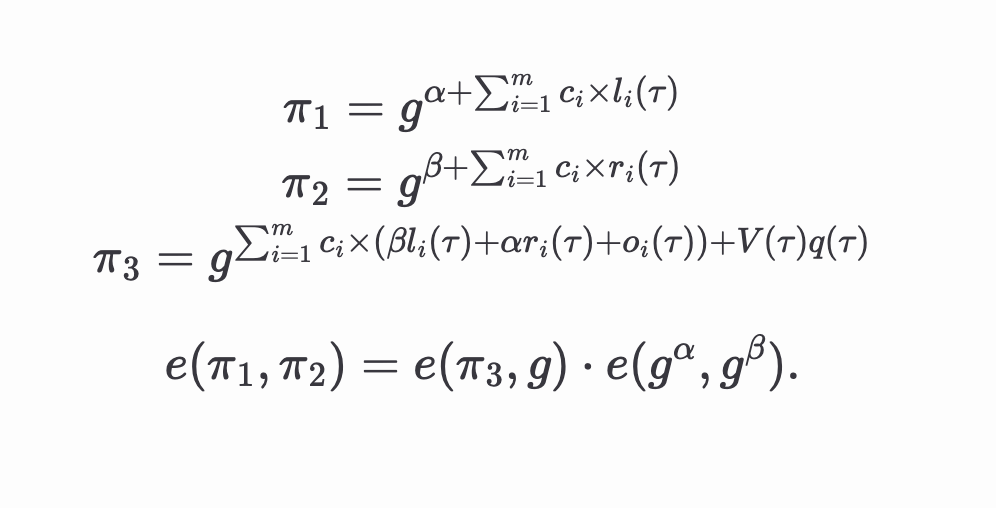 π₁ = g^{α+∑_{i=1}^{m} c_i×l_i(τ)}
π₂ = g^{β+∑_{i=1}^{m} c_i×r_i(τ)}
π₃ = g^{∑_{i=1}^{m} c_i×(βl_i(τ)+αr_i(τ)+o_i(τ))+V(τ)q(τ)}
e(π₁, π₂) = e(π₃, g) · e(g^α, g^β).